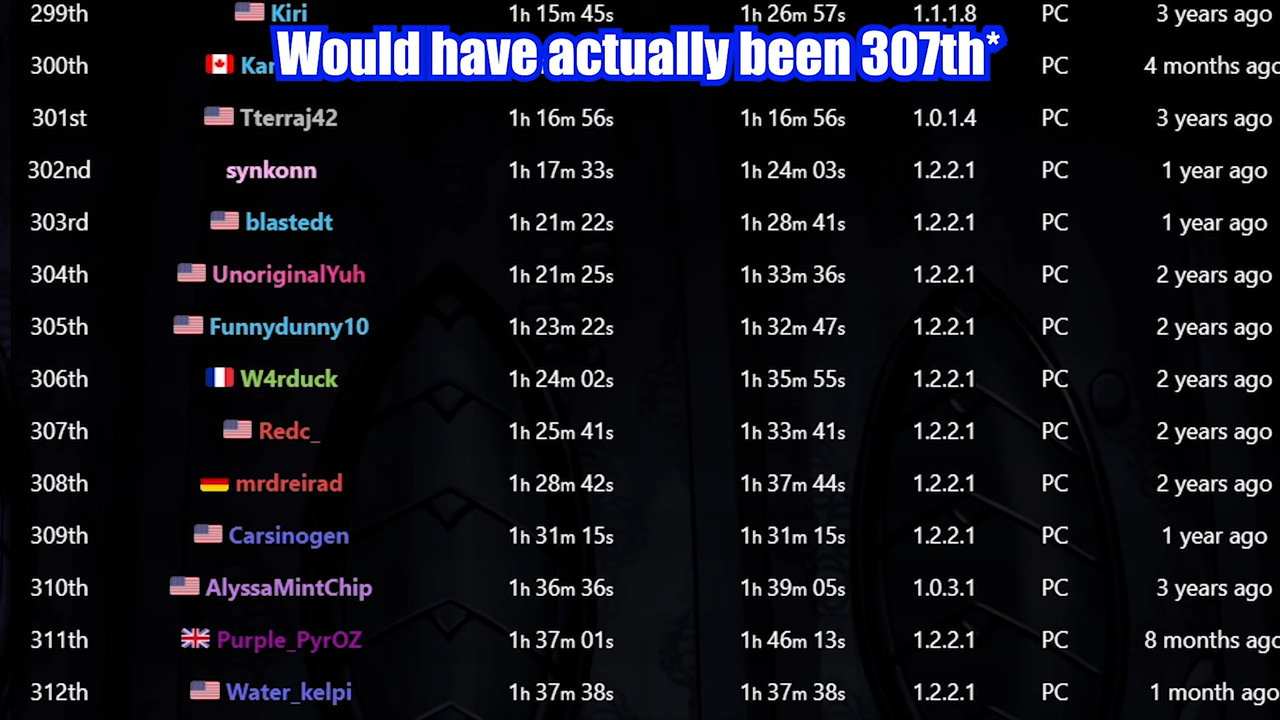 299th Kiri 1h 15m 45s 1h 26m 57s 1.1.1.8 PC 3 years ago
Would have actually been 307th*
300th PC 4 months ago
301st Tterraj42 1h 16m 56s 1h 16m 56s 1.0.1.4 PC 3 years ago
302nd synkonn 1h 17m 33s 1h 24m 03s 1.2.2.1 PC 1 year ago
303rd blastedt 1h 21m 22s 1h 28m 41s 1.2.2.1 PC 1 year ago
304th UnoriginalYuh 1h 21m 25s 1h 33m 36s 1.2.2.1 PC 2 years ago
305th Funnydunny10 1h 23m 22s 1h 32m 47s 1.2.2.1 PC 2 years ago
306th W4rduck 1h 24m 02s 1h 35m 55s 1.2.2.1 PC 2 years ago
307th Redc_ 1h 25m 41s 1h 33m 41s 1.2.2.1 PC 2 years ago
308th mrdreirad 1h 28m 42s 1h 37m 44s 1.2.2.1 PC 2 years ago
309th Carsinogen 1h 31m 15s 1h 31m 15s 1.2.2.1 PC 1 year ago
310th AlyssaMintChip 1h 36m 36s 1h 39m 05s 1.0.3.1 PC 3 years ago
311th Purple_PyrOZ 1h 37m 01s 1h 46m 13s 1.2.2.1 PC 8 months ago
312th Water_kelpi 1h 37m 38s 1h 37m 38s 1.2.2.1 PC 1 month ago